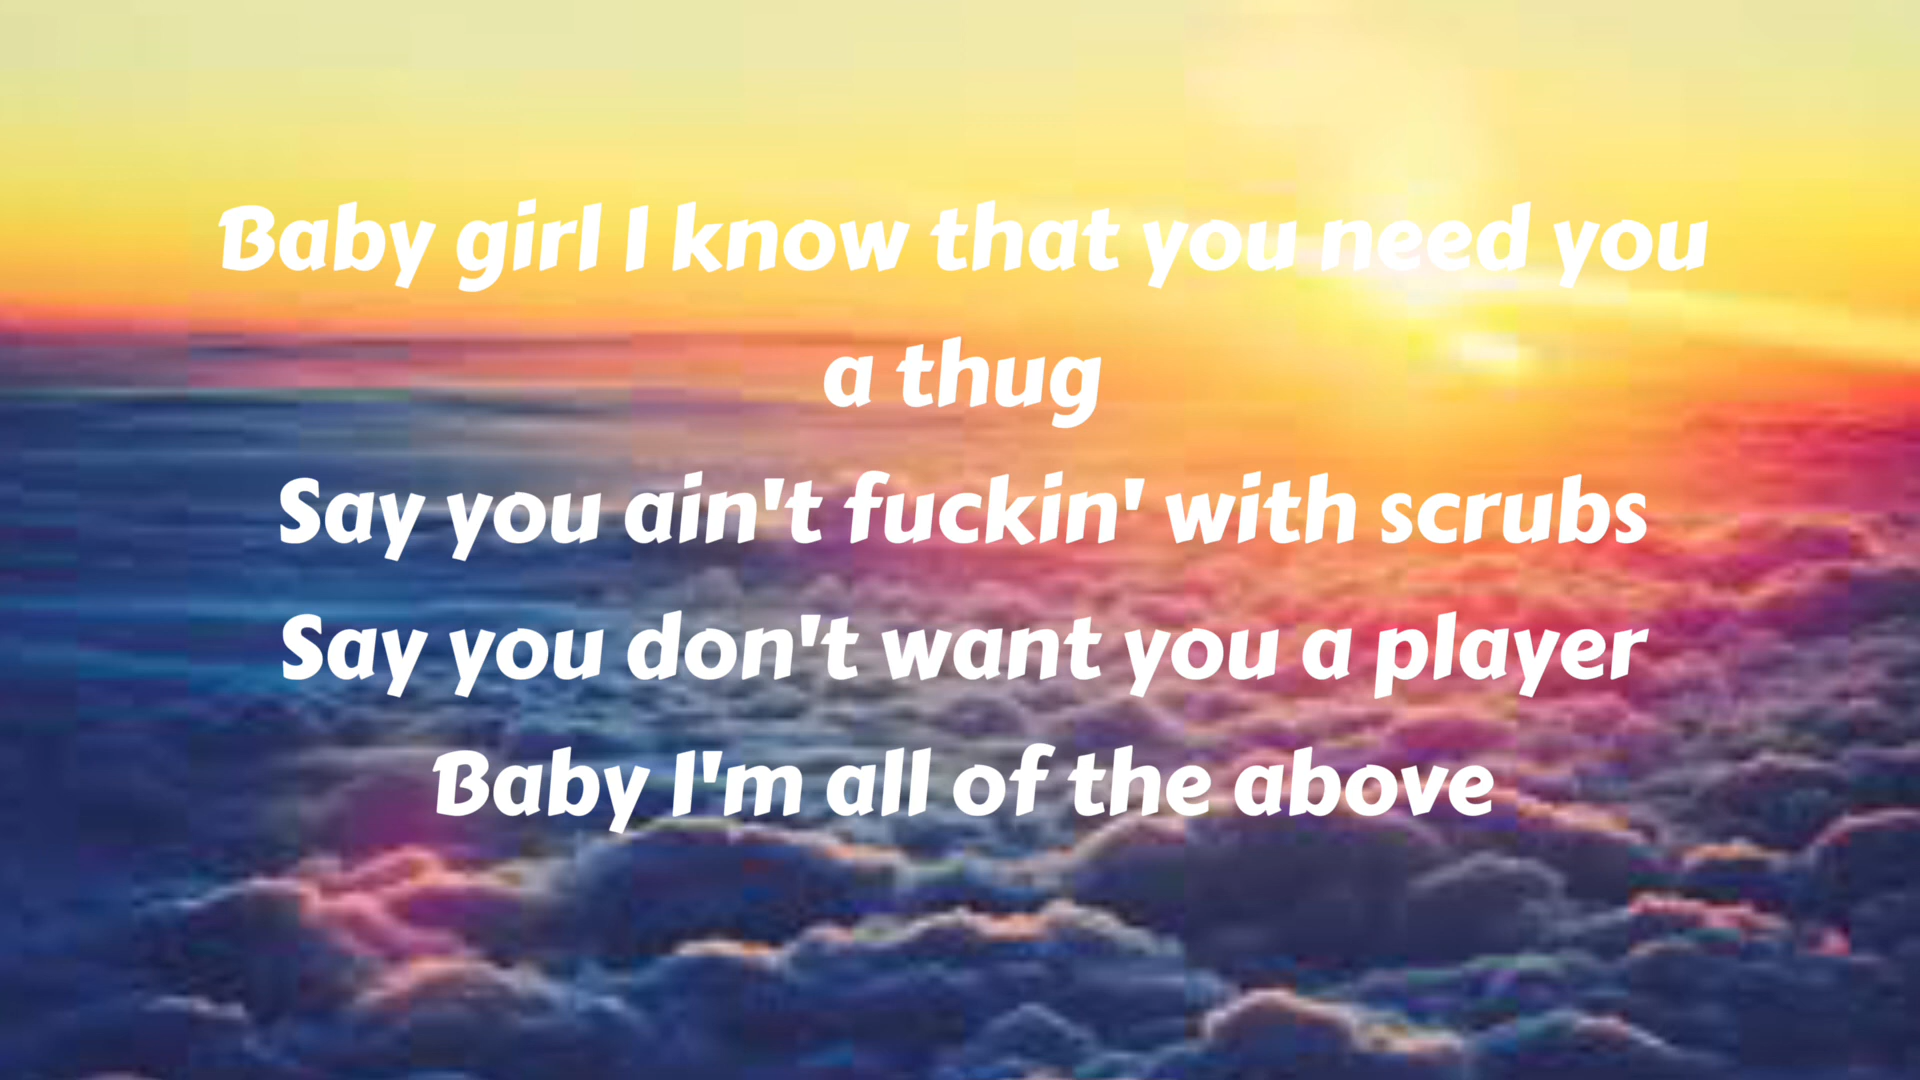 Baby girl I know that you need you
a thug
Say you ain't fuckin' with scrubs
Say you don't want you a player
Baby I'm all of the above